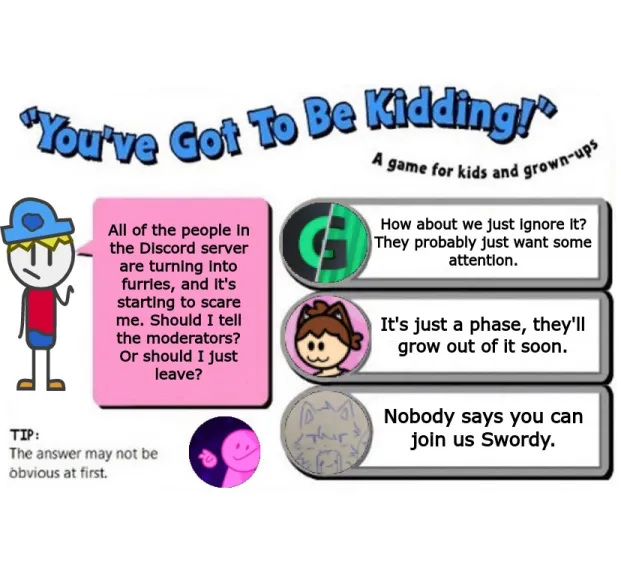 "You've Got To Be Kidding!"
A game for kids and grown-ups
All of the people in
the Discord server
are turning into
furries, and it's
starting to scare
me. Should I tell
the moderators?
Or should I just
leave?
G
How about we just ignore it?
They probably just want some
attention.
It's just a phase, they'll
grow out of it soon.
Nobody says you can
join us Swordy.
TIP:
The answer may not be
obvious at first.